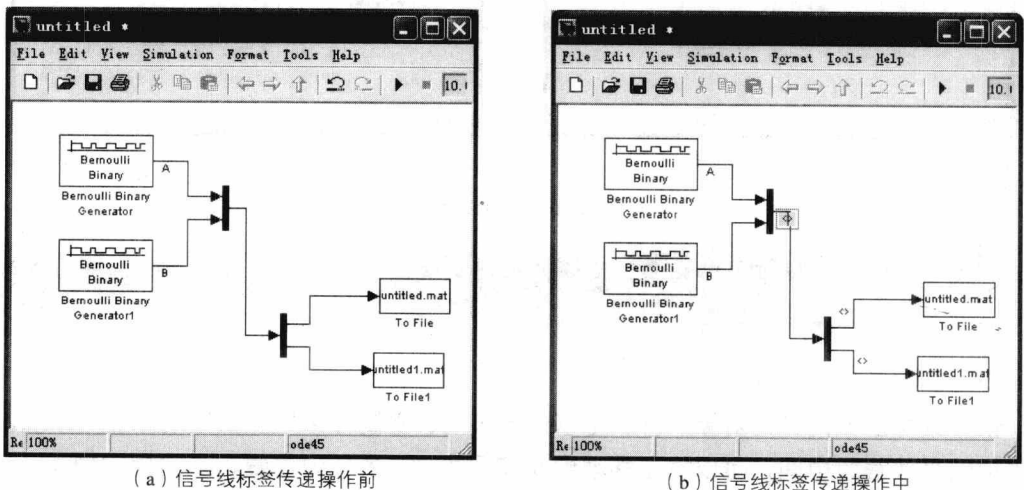 untitled *
File Edit View Simulation Format Tools Help
10.
Bernoulli
Binary
A
Bernoulli Binary
Generator
Bernoulli
Binary
B
Bernoulli Binary
Generator1
untitled.mat
To File
untitled1.mat
To File1
Re 100%
ode45
(a)信号线标签传递操作前
untitled *
File Edit View Simulation Format Tools Help
10.
Bernoulli
Binary
A
Bernoulli Binary
Generator
<>
Bernoulli
Binary
B
Bernoulli Binary
Generator1
untitled.mat
<>
To File
<>
untitled1.mat
To File1
Re 100%
ode45
(b)信号线标签传递操作中